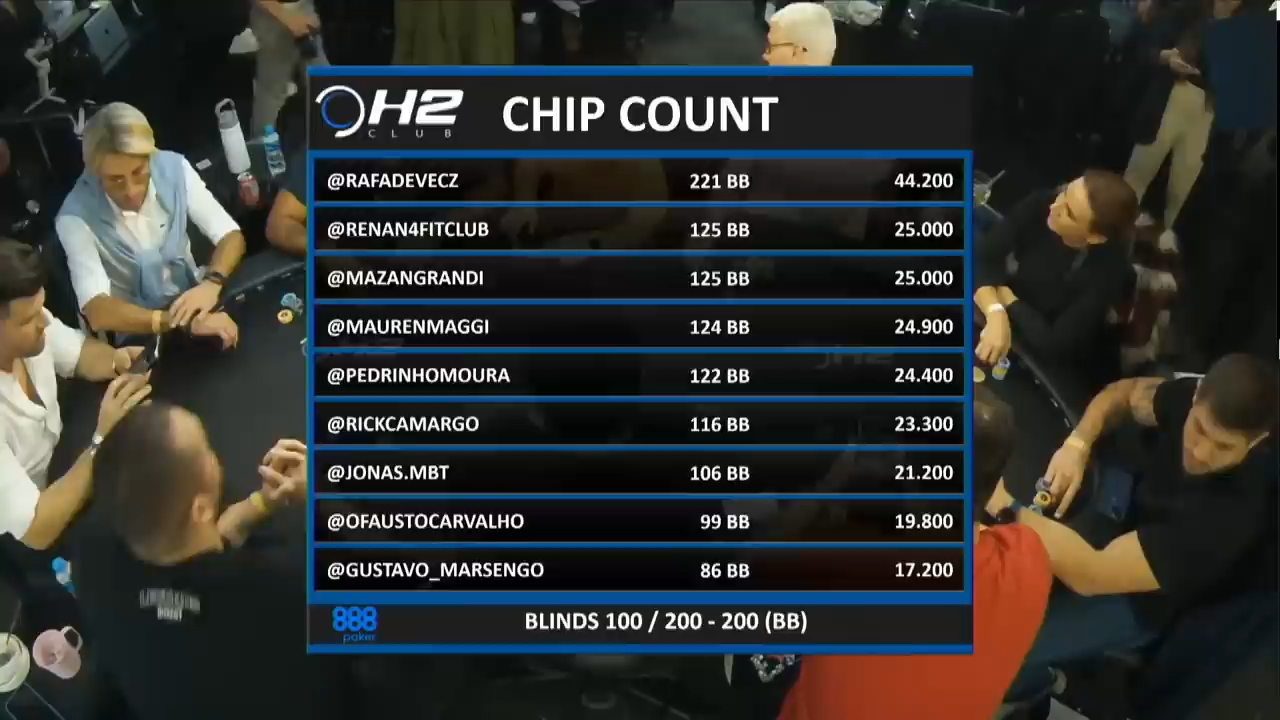 H2 CLUB
CHIP COUNT
@RAFADEVECZ 221 BB 44.200
@RENAN4FITCLUB 125 BB 25.000
@MAZANGRANDI 125 BB 25.000
@MAURENMAGGI 124 BB 24.900
@PEDRINHOMOURA 122 BB 24.400
@RICKCAMARGO 116 BB 23.300
@JONAS.MBT 106 BB 21.200
@OFAUSTOCARVALHO 99 BB 19.800
@GUSTAVO_MARSENGO 86 BB 17.200
888 poker
BLINDS 100 / 200 - 200 (BB)